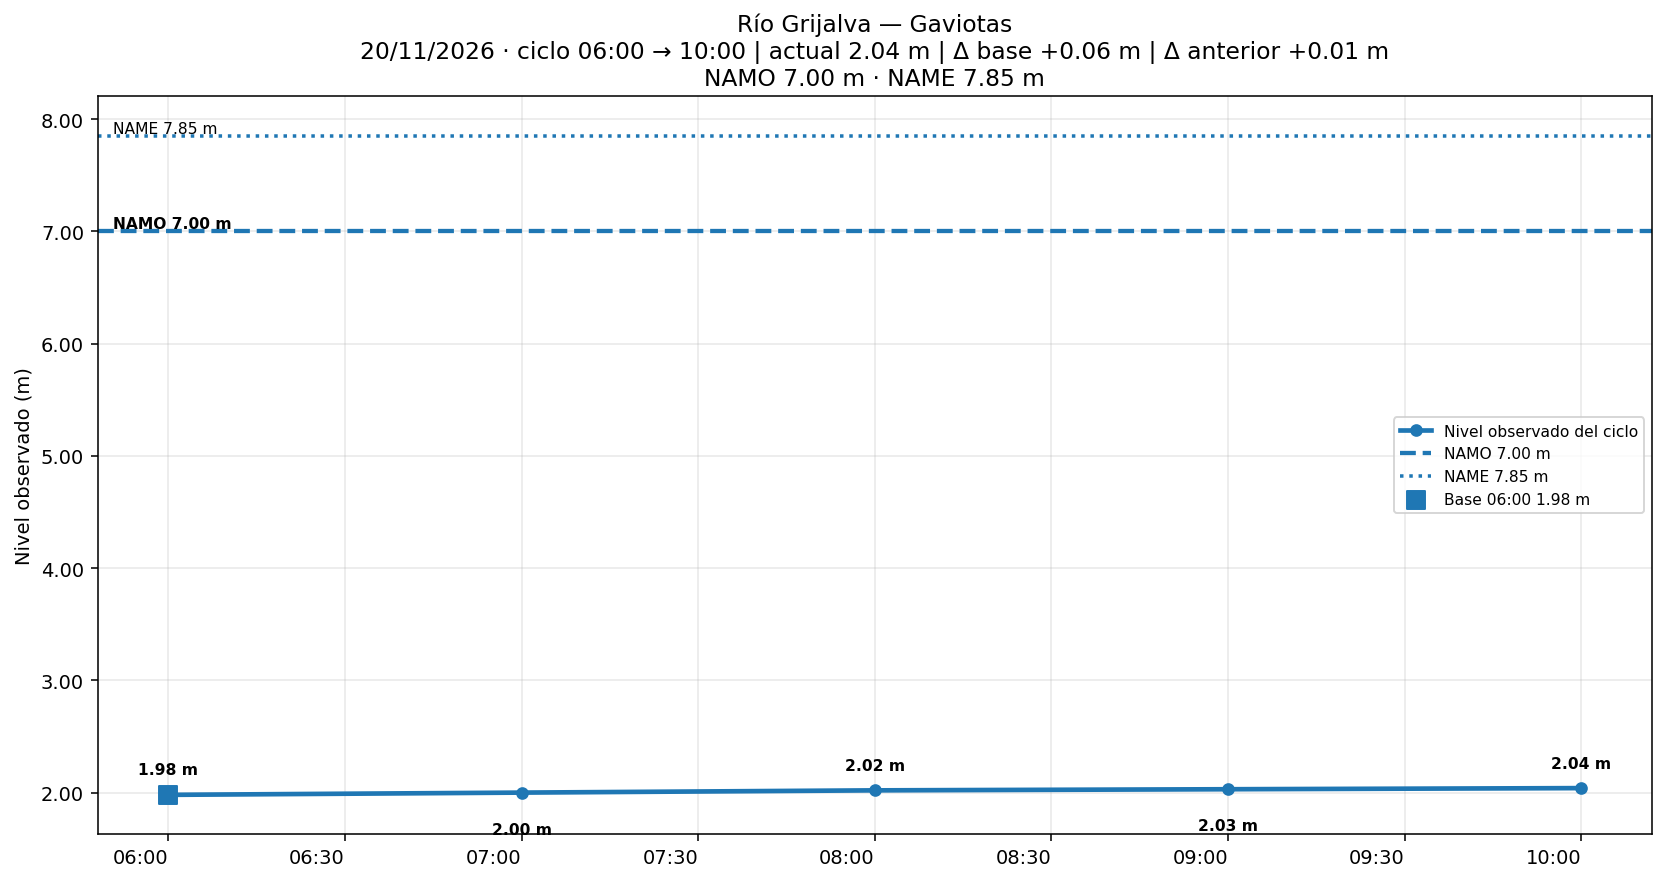 Río Grijalva — Gaviotas
20/11/2026 · ciclo 06:00 → 10:00 | actual 2.04 m | Δ base +0.06 m | Δ anterior +0.01 m
NAMO 7.00 m · NAME 7.85 m
Nivel observado (m)
8.00
7.00
6.00
5.00
4.00
3.00
2.00
NAME 7.85 m
NAMO 7.00 m
Nivel observado del ciclo
NAMO 7.00 m
NAME 7.85 m
Base 06:00 1.98 m
1.98 m
2.00 m
2.02 m
2.03 m
2.04 m
06:00
06:30
07:00
07:30
08:00
08:30
09:00
09:30
10:00